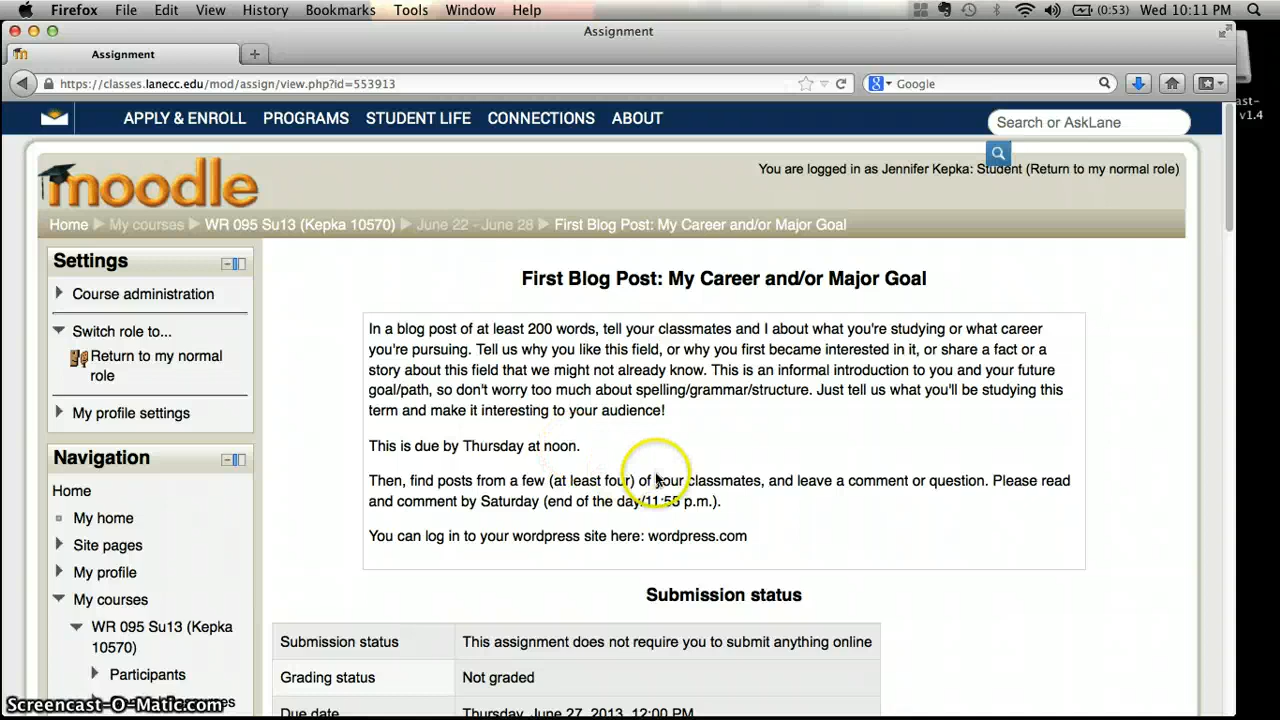 Firefox File Edit View History Bookmarks Tools Window Help (0:53) Wed 10:11 PM
Assignment
Assignment
https://classes.lanecc.edu/mod/assign/view.php?id=553913 Google
APPLY & ENROLL PROGRAMS STUDENT LIFE CONNECTIONS ABOUT Search or AskLane
v1.4
moodle
You are logged in as Jennifer Kepka: Student (Return to my normal role)
Home My courses WR 095 Su13 (Kepka 10570) June 22 - June 28 First Blog Post: My Career and/or Major Goal
Settings
Course administration
Switch role to...
Return to my normal
role
My profile settings
Navigation
Home
My home
Site pages
My profile
My courses
WR 095 Su13 (Kepka
10570)
Participants
First Blog Post: My Career and/or Major Goal
In a blog post of at least 200 words, tell your classmates and I about what you're studying or what career
you're pursuing. Tell us why you like this field, or why you first became interested in it, or share a fact or a
story about this field that we might not already know. This is an informal introduction to you and your future
goal/path, so don't worry too much about spelling/grammar/structure. Just tell us what you'll be studying this
term and make it interesting to your audience!
This is due by Thursday at noon.
Then, find posts from a few (at least four) of your classmates, and leave a comment or question. Please read
and comment by Saturday (end of the day/11:55 p.m.).
You can log in to your wordpress site here: wordpress.com
Submission status
Submission status This assignment does not require you to submit anything online
Grading status Not graded
Due date Thursday, June 27, 2013, 12:00 PM
Screencast-O-Matic.com